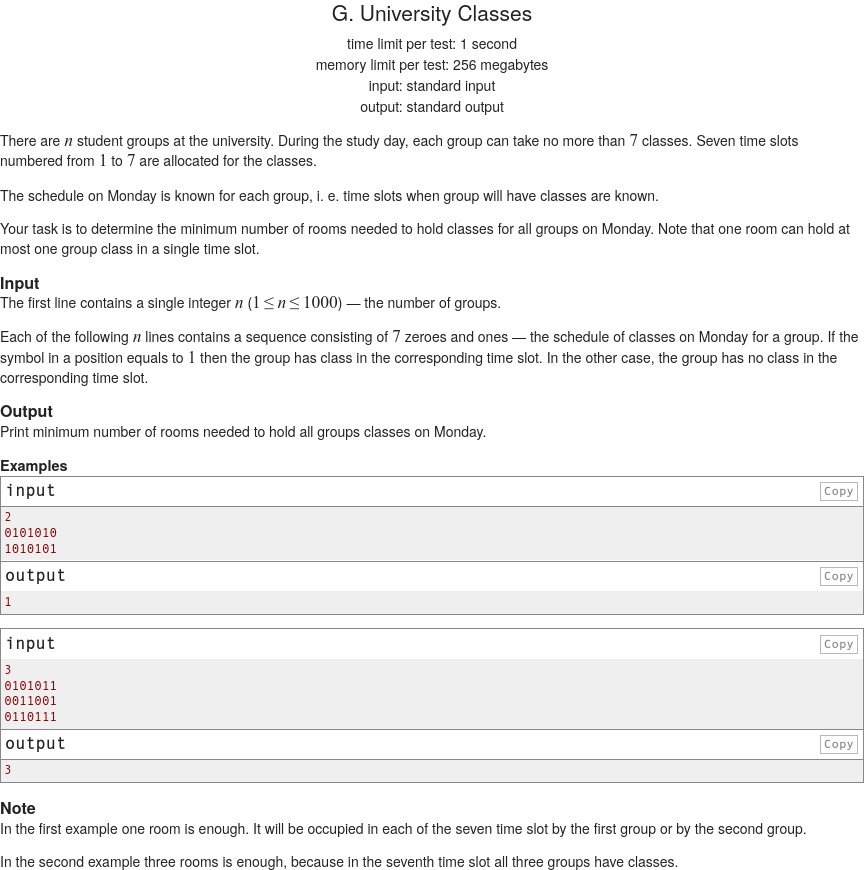 G. University Classes
time limit per test: 1 second
memory limit per test: 256 megabytes
input: standard input
output: standard output
There are n student groups at the university. During the study day, each group can take no more than 7 classes. Seven time slots
numbered from 1 to 7 are allocated for the classes.
The schedule on Monday is known for each group, i. e. time slots when group will have classes are known.
Your task is to determine the minimum number of rooms needed to hold classes for all groups on Monday. Note that one room can hold at
most one group class in a single time slot.
Input
The first line contains a single integer n (1 ≤ n ≤ 1000) — the number of groups.
Each of the following n lines contains a sequence consisting of 7 zeroes and ones — the schedule of classes on Monday for a group. If the
symbol in a position equals to 1 then the group has class in the corresponding time slot. In the other case, the group has no class in the
corresponding time slot.
Output
Print minimum number of rooms needed to hold all groups classes on Monday.
Examples
input Copy
2
0101010
1010101
output Copy
1
input Copy
3
0101011
0011001
0110111
output Copy
3
Note
In the first example one room is enough. It will be occupied in each of the seven time slot by the first group or by the second group.
In the second example three rooms is enough, because in the seventh time slot all three groups have classes.